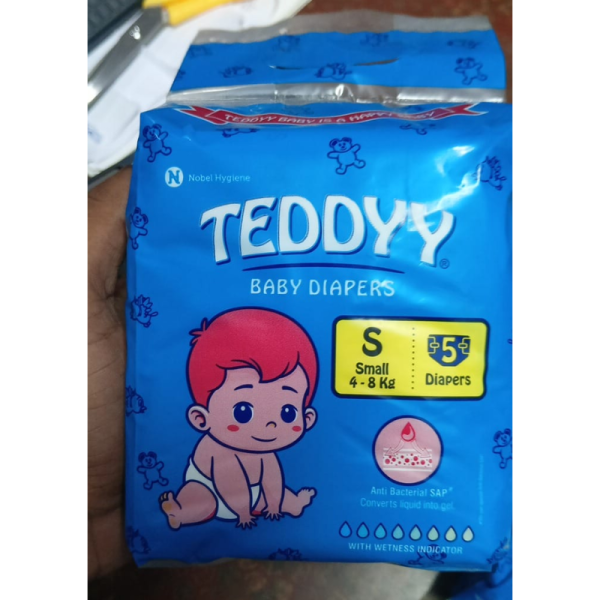 TEDDYY BABY IS A HAPPY BABY
N Nobel Hygiene
TEDDYY®
BABY DIAPERS
S
Small
4 - 8 Kg
5
Diapers
Anti Bacterial SAP*
Converts liquid into gel.
WITH WETNESS INDICATOR